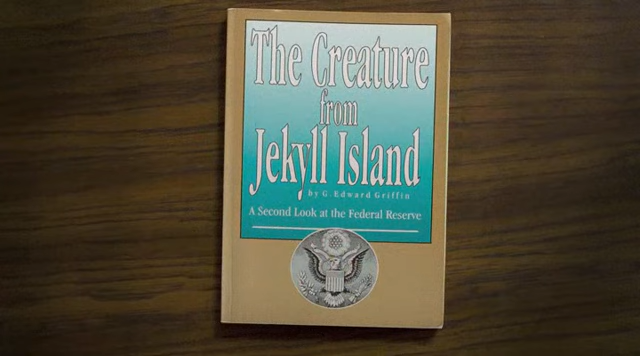 The Creature
from
Jekyll Island
by G. Edward Griffin
A Second Look at the Federal Reserve